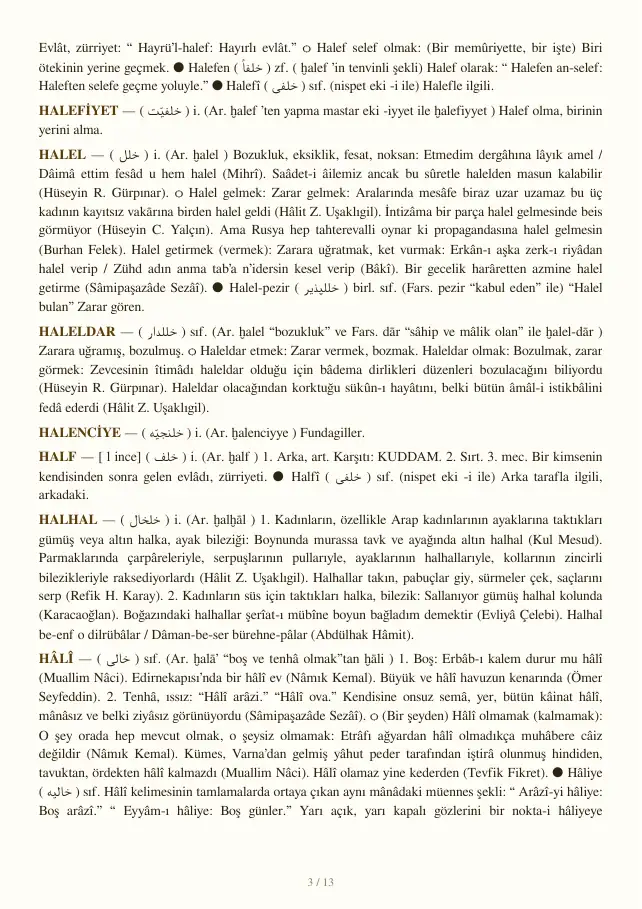 Evlât, zürriyet: “ Hayrü’l-halef: Hayırlı evlât.” ѻ Halef selef olmak: (Bir memûriyette, bir işte) Biri
ötekinin yerine geçmek. ● Halefen ( خلفاً ) zf. ( ḫalef ’in tenvinli şekli) Halef olarak: “ Halefen an-selef:
Haleften selefe geçme yoluyle.” ● Halefî ( خلفى ) sıf. (nispet eki -i ile) Halefle ilgili.
HALEFİYET — ( خلفيّت ) i. (Ar. ḫalef ’ten yapma mastar eki -iyyet ile ḫalefiyyet ) Halef olma, birinin
yerini alma.
HALEL — ( خلل ) i. (Ar. ḫalel ) Bozukluk, eksiklik, fesat, noksan: Etmedim dergâhına lâyık amel /
Dâimâ ettim fesâd u hem halel (Mihrî). Saâdet-i âilemiz ancak bu sûretle halelden masun kalabilir
(Hüseyin R. Gürpınar). ѻ Halel gelmek: Zarar gelmek: Aralarında mesâfe biraz uzar uzamaz bu üç
kadının kayıtsız vakārına birden halel geldi (Hâlit Z. Uşaklıgil). İntizâma bir parça halel gelmesinde beis
görmüyor (Hüseyin C. Yalçın). Ama Rusya hep tahterevalli oynar ki propagandasına halel gelmesin
(Burhan Felek). Halel getirmek (vermek): Zarara uğratmak, ket vurmak: Erkân-ı aşka zerk-ı riyâdan
halel verip / Zühd adın anma tab’a n’idersin kesel verip (Bâkî). Bir gecelik harâretten azmine halel
getirme (Sâmipaşazâde Sezâî). ● Halel-pezir ( خللپذير ) birl. sıf. (Fars. pezir “kabul eden” ile) “Halel
bulan” Zarar gören.
HALELDAR — ( خللدار ) sıf. (Ar. ḫalel “bozukluk” ve Fars. dār “sâhip ve mâlik olan” ile ḫalel-dār )
Zarara uğramış, bozulmuş. ѻ Haleldar etmek: Zarar vermek, bozmak. Haleldar olmak: Bozulmak, zarar
görmek: Zevcesinin îtimâdı haleldar olduğu için bâdema dirlikleri düzenleri bozulacağını biliyordu
(Hüseyin R. Gürpınar). Haleldar olacağından korktuğu sükûn-ı hayâtını, belki bütün âmâl-i istikbâlini
fedâ ederdi (Hâlit Z. Uşaklıgil).
HALENCİYE — ( خلنجيّه ) i. (Ar. ḫalenciyye ) Fundagiller.
HALF — [ l ince] ( خلف ) i. (Ar. ḫalf ) 1. Arka, art. Karşıtı: KUDDAM. 2. Sırt. 3. mec. Bir kimsenin
kendisinden sonra gelen evlâdı, zürriyeti. ● Halfî ( خلفى ) sıf. (nispet eki -i ile) Arka tarafla ilgili,
arkadaki.
HALHAL — ( خلخال ) i. (Ar. ḫalḫāl ) 1. Kadınların, özellikle Arap kadınlarının ayaklarına taktıkları
gümüş veya altın halka, ayak bileziği: Boynunda murassa tavk ve ayağında altın halhal (Kul Mesud).
Parmaklarında çarpâreleriyle, serpuşlarının pullarıyle, ayaklarının halhallarıyle, kollarının zincirli
bilezikleriyle raksediyorlardı (Hâlit Z. Uşaklıgil). Halhallar takın, pabuçlar giy, sürmeler çek, saçlarını
serp (Refik H. Karay). 2. Kadınların süs için taktıkları halka, bilezik: Sallanıyor gümüş halhal kolunda
(Karacaoğlan). Boğazındaki halhallar şerîat-ı mübîne boyun bağladım demektir (Evliyâ Çelebi). Halhal
be-enf o dilrübâlar / Dâman-be-ser bürehne-pâlar (Abdülhak Hâmit).
HÂLÎ — ( خالى ) sıf. (Ar. ḫalā’ “boş ve tenhâ olmak”tan ḫāli ) 1. Boş: Erbâb-ı kalem durur mu hâlî
(Muallim Nâci). Edirnekapısı’nda bir hâlî ev (Nâmık Kemal). Büyük ve hâlî havuzun kenarında (Ömer
Seyfeddin). 2. Tenhâ, ıssız: “Hâlî arâzi.” “Hâlî ova.” Kendisine onsuz semâ, yer, bütün kâinat hâlî,
mânâsız ve belki ziyâsız görünüyordu (Sâmipaşazâde Sezâî). ѻ (Bir şeyden) Hâlî olmamak (kalmamak):
O şey orada hep mevcut olmak, o şeysiz olmamak: Etrâfı ağyardan hâlî olmadıkça muhâbere câiz
değildir (Nâmık Kemal). Kümes, Varna’dan gelmiş yâhut peder tarafından iştirâ olunmuş hindiden,
tavuktan, ördekten hâlî kalmazdı (Muallim Nâci). Hâlî olamaz yine kederden (Tevfik Fikret). ● Hâliye
( خاليه ) sıf. Hâlî kelimesinin tamlamalarda ortaya çıkan aynı mânâdaki müennes şekli: “ Arâzî-yi hâliye:
Boş arâzî.” “ Eyyâm-ı hâliye: Boş günler.” Yarı açık, yarı kapalı gözlerini bir nokta-i hâliyeye
3 / 13